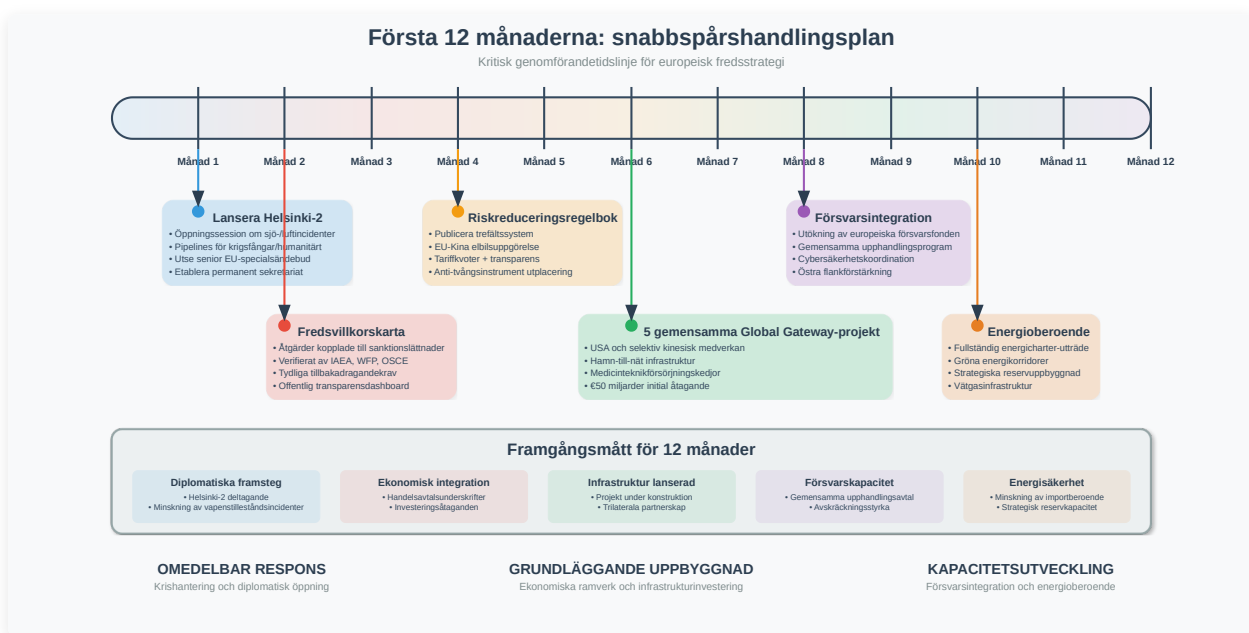 Första 12 månaderna: snabbspårshandlingsplan
Kritisk genomförandetidslinje för europeisk fredsstrategi
Månad 1
Månad 2
Månad 3
Månad 4
Månad 5
Månad 6
Månad 7
Månad 8
Månad 9
Månad 10
Månad 11
Månad 12
Lansera Helsinki-2
• Öppningssession om sjö-/luftincidenter
• Pipelines för krigsfångar/humanitärt
• Utse senior EU-specialsändebud
• Etablera permanent sekretariat
Riskreduceringsregelbok
• Publicera trefältssystem
• EU-Kina elbilsuppgörelse
• Tariffkvoter + transparens
• Anti-tvångsinstrument utplacering
Försvarsintegration
• Utökning av europeiska försvarsfonden
• Gemensamma upphandlingsprogram
• Cybersäkerhetskoordination
• Östra flankförstärkning
Fredsvillkorskarta
• Åtgärder kopplade till sanktionslättnader
• Verifierat av IAEA, WFP, OSCE
• Tydliga tillbakadragandekrav
• Offentlig transparensdashboard
5 gemensamma Global Gateway-projekt
• USA och selektiv kinesisk medverkan
• Hamn-till-nät infrastruktur
• Medicinteknikförsörjningskedjor
• €50 miljarder initial åtagande
Energioberoende
• Fullständig energicharter-utträde
• Gröna energikorridorer
• Strategiska reservuppbyggnad
• Vätgasinfrastruktur
Framgångsmått för 12 månader
Diplomatiska framsteg
• Helsinki-2 deltagande
• Minskning av vapenstilleståndsincidenter
Ekonomisk integration
• Handelsavtalsunderskrifter
• Investeringsåtaganden
Infrastruktur lanserad
• Projekt under konstruktion
• Trilaterala partnerskap
Försvarskapacitet
• Gemensamma upphandlingsavtal
• Avskräckningsstyrka
Energisäkerhet
• Minskning av importberoende
• Strategisk reservkapacitet
OMEDELBAR RESPONS
Krishantering och diplomatisk öppning
GRUNDLÄGGANDE UPPBYGGNAD
Ekonomiska ramverk och infrastrukturinvestering
KAPACITETSUTVECKLING
Försvarsintegration och energioberoende